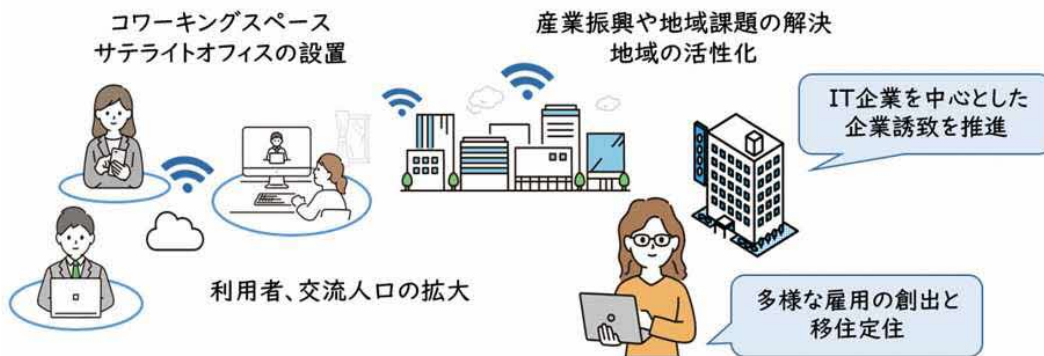 コワーキングスペース
サテライトオフィスの設置
産業振興や地域課題の解決
地域の活性化
IT企業を中心とした
企業誘致を推進
利用者、交流人口の拡大
多様な雇用の創出と
移住定住